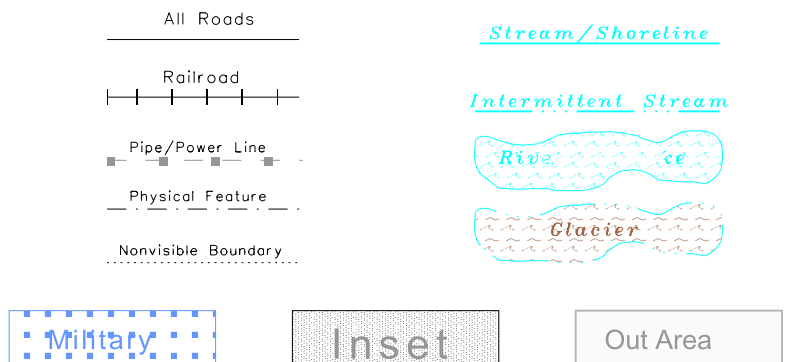 All Roads
Railroad
Pipe/Power Line
Physical Feature
Nonvisible Boundary
Stream/Shoreline
Intermittent Stream
Glacier
Military
Inset
Out Area